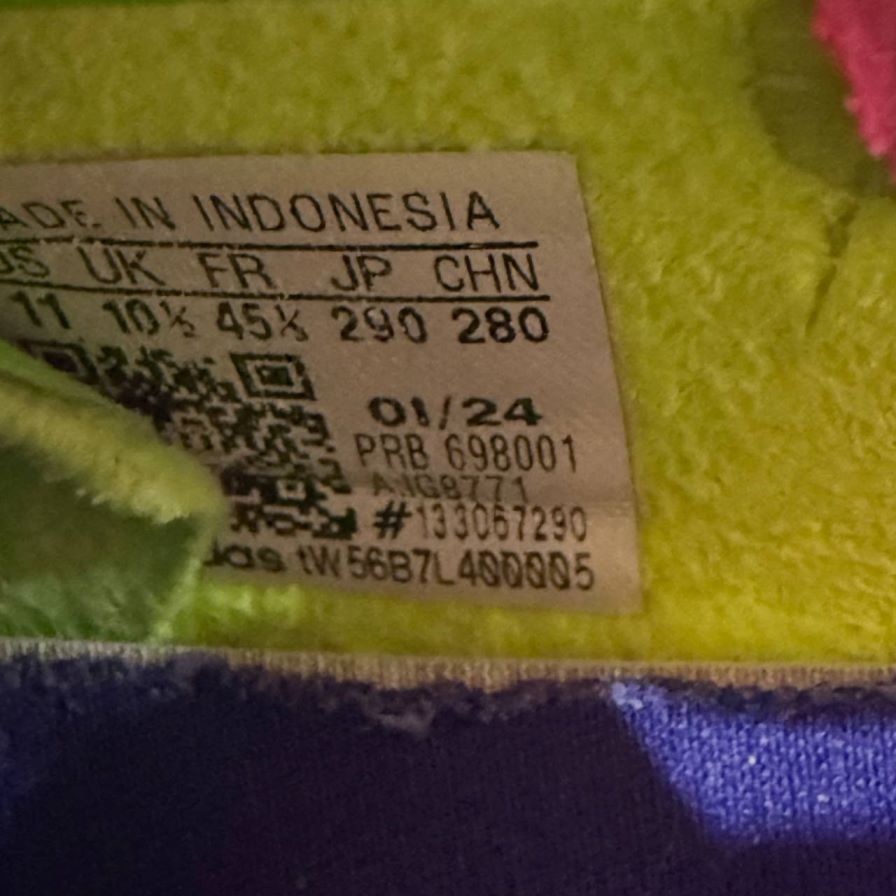 ADE IN INDONESIA
US UK FR JP CHN
11 10½ 45⅓ 290 280
01/24
PRB 698001
#133067290
das tW56B7L400005